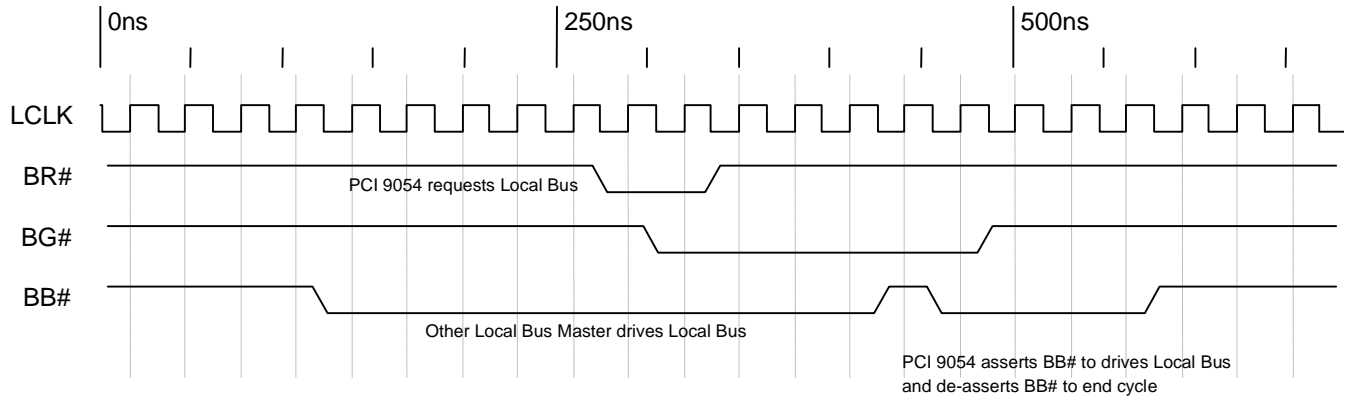 0ns
250ns
500ns
LCLK
BR#
PCI 9054 requests Local Bus
BG#
BB#
Other Local Bus Master drives Local Bus
PCI 9054 asserts BB# to drives Local Bus
and de-asserts BB# to end cycle